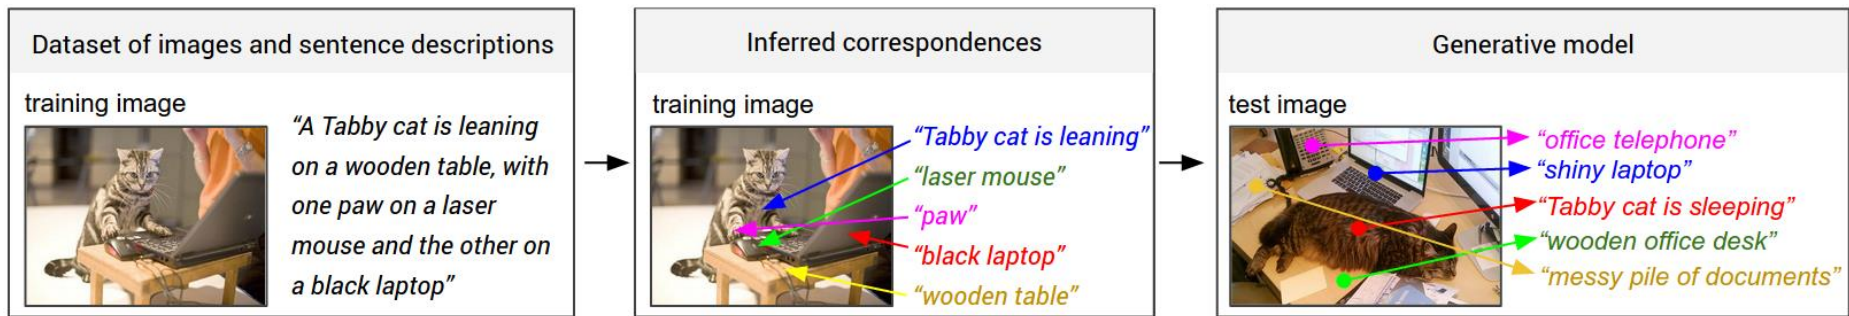 Dataset of images and sentence descriptions
training image
“A Tabby cat is leaning
on a wooden table, with
one paw on a laser
mouse and the other on
a black laptop”
Inferred correspondences
training image
“Tabby cat is leaning”
“laser mouse”
“paw”
“black laptop”
“wooden table”
Generative model
test image
“office telephone”
“shiny laptop”
“Tabby cat is sleeping”
“wooden office desk”
“messy pile of documents”